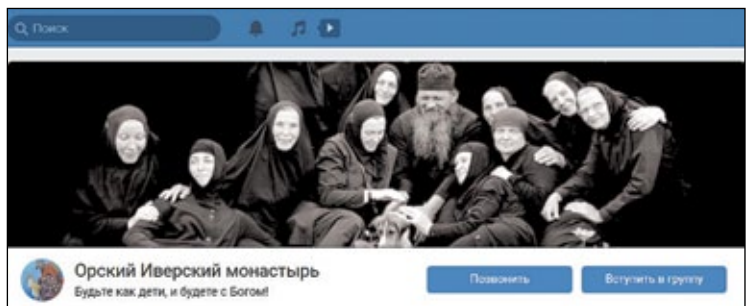 Поиск
Орский Иверский монастырь
Будьте как дети, и будете с Богом!
Позвонить
Вступить в группу